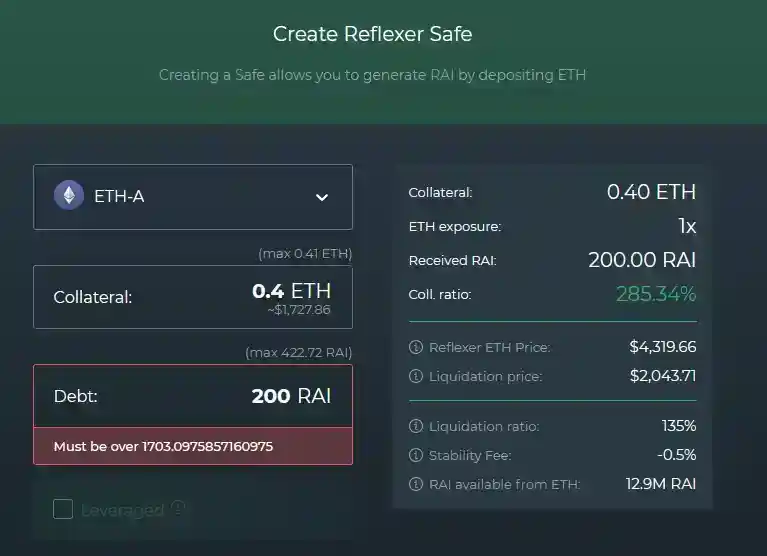 Create Reflexer Safe
Creating a Safe allows you to generate RAI by depositing ETH
ETH-A
(max 0.41 ETH)
Collateral: 0.4 ETH
~$1,727.86
(max 422.72 RAI)
Debt: 200 RAI
Must be over 1703.0975857160975
Leveraged
Collateral: 0.40 ETH
ETH exposure: 1x
Received RAI: 200.00 RAI
Coll. ratio: 285.34%
Reflexer ETH Price: $4,319.66
Liquidation price: $2,043.71
Liquidation ratio: 135%
Stability Fee: -0.5%
RAI available from ETH: 12.9M RAI